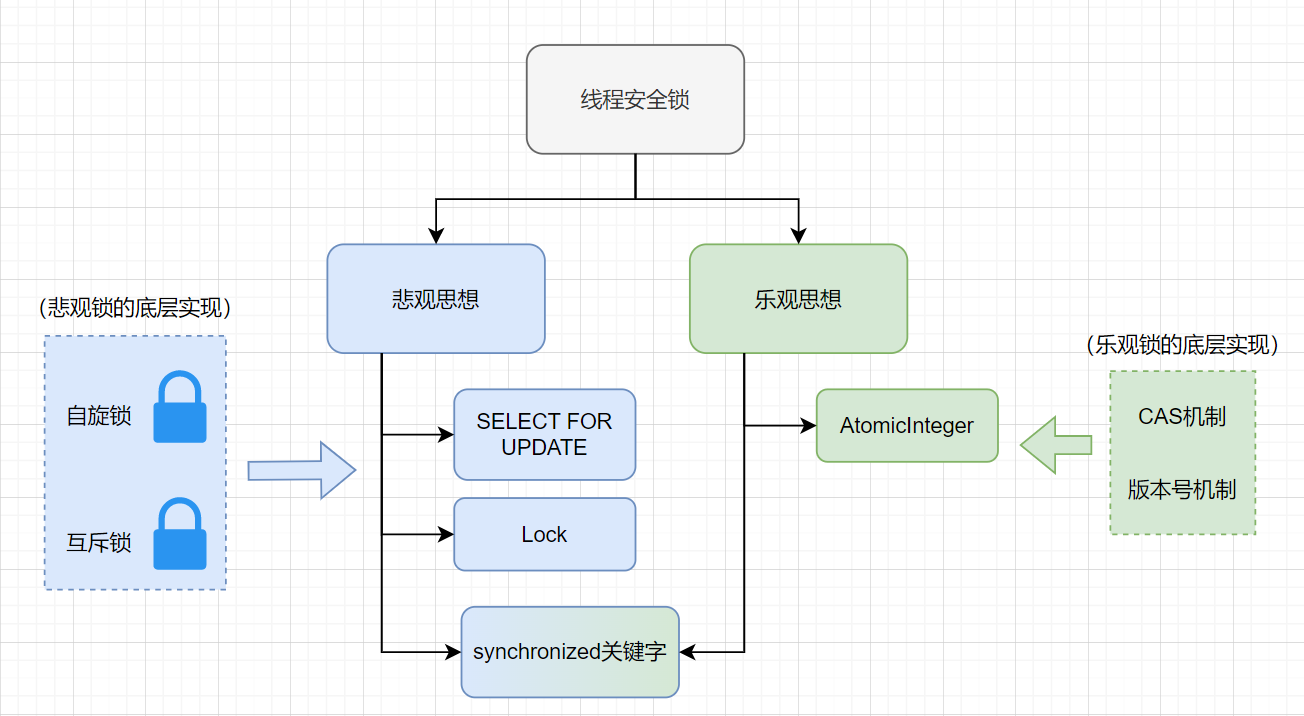 线程安全锁
悲观思想
乐观思想
（悲观锁的底层实现）
自旋锁
互斥锁
SELECT FOR
UPDATE
Lock
synchronized关键字
AtomicInteger
（乐观锁的底层实现）
CAS机制
版本号机制